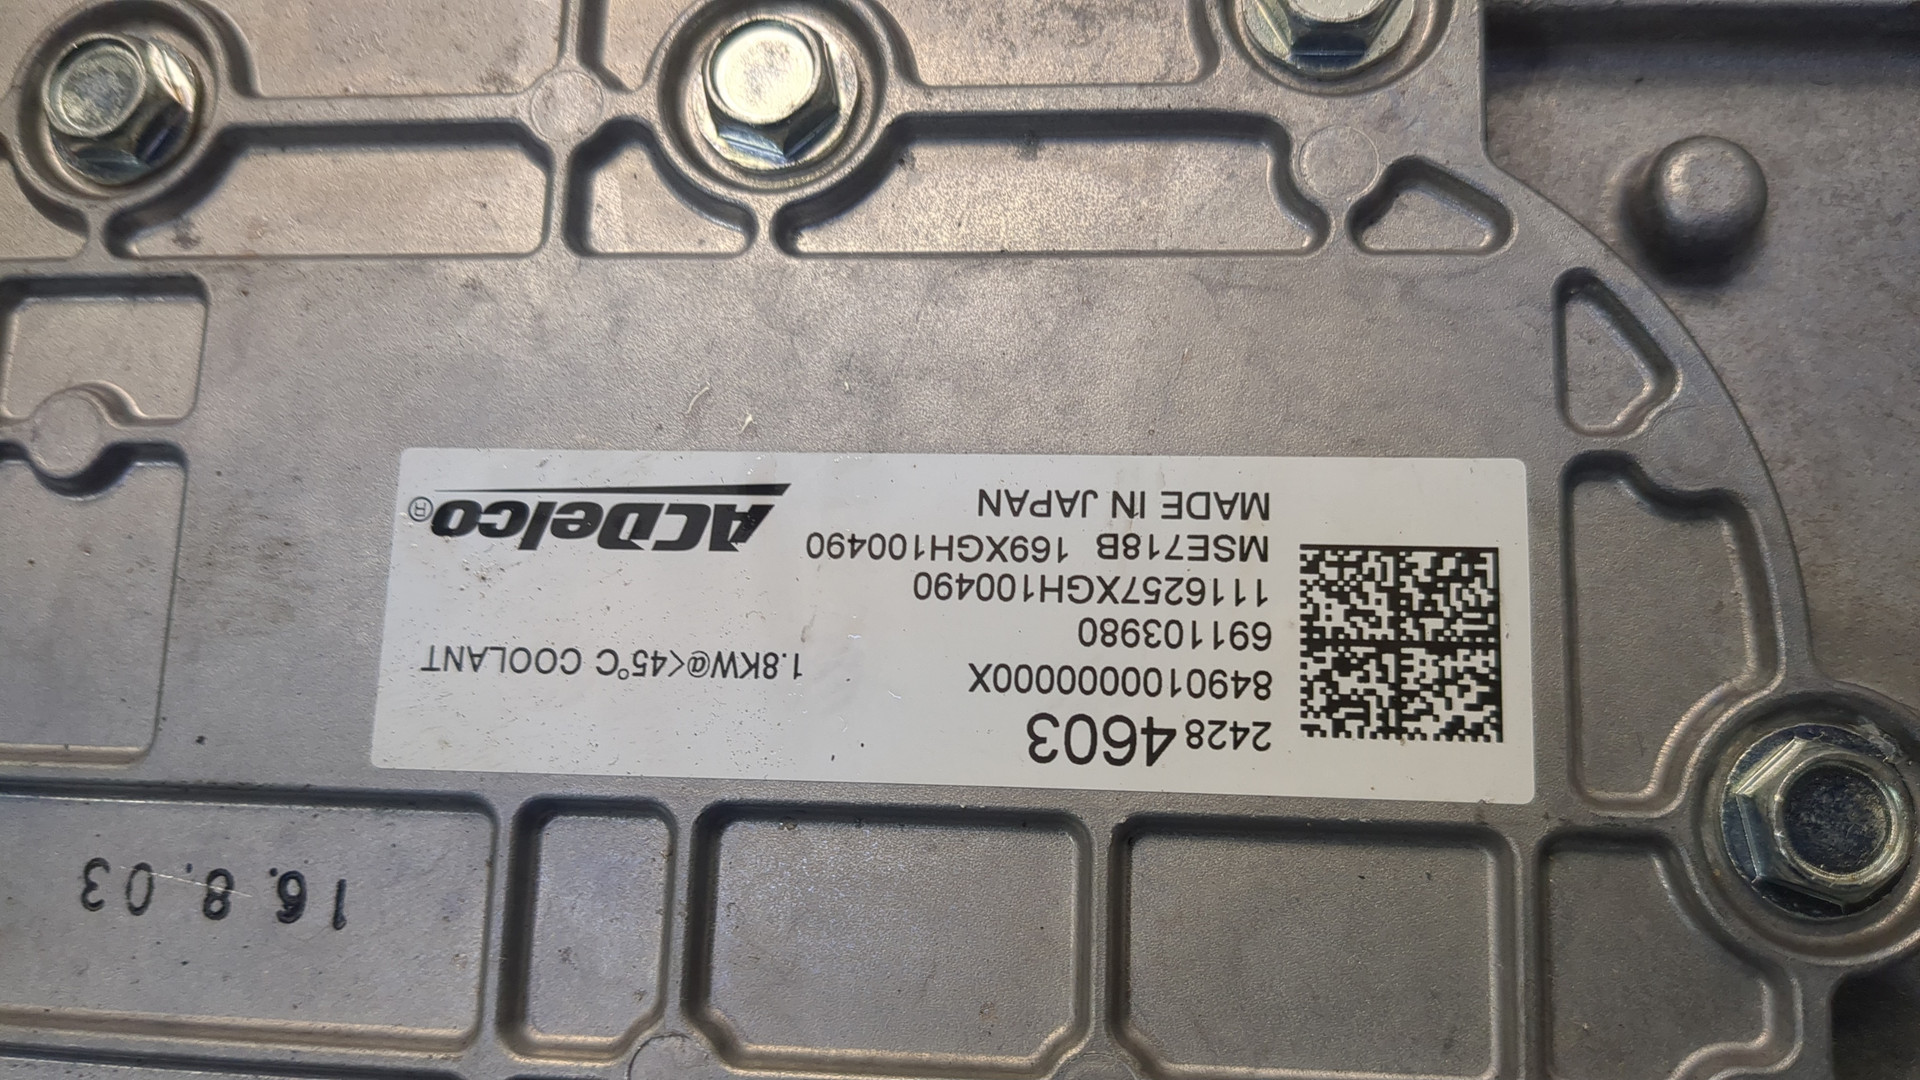 24284603
84901000000000X
691103980
1116257XGH100490
MSE718B 169XGH100490
MADE IN JAPAN
1.8KW@<45°C COOLANT
ACDelco®
16.8.03